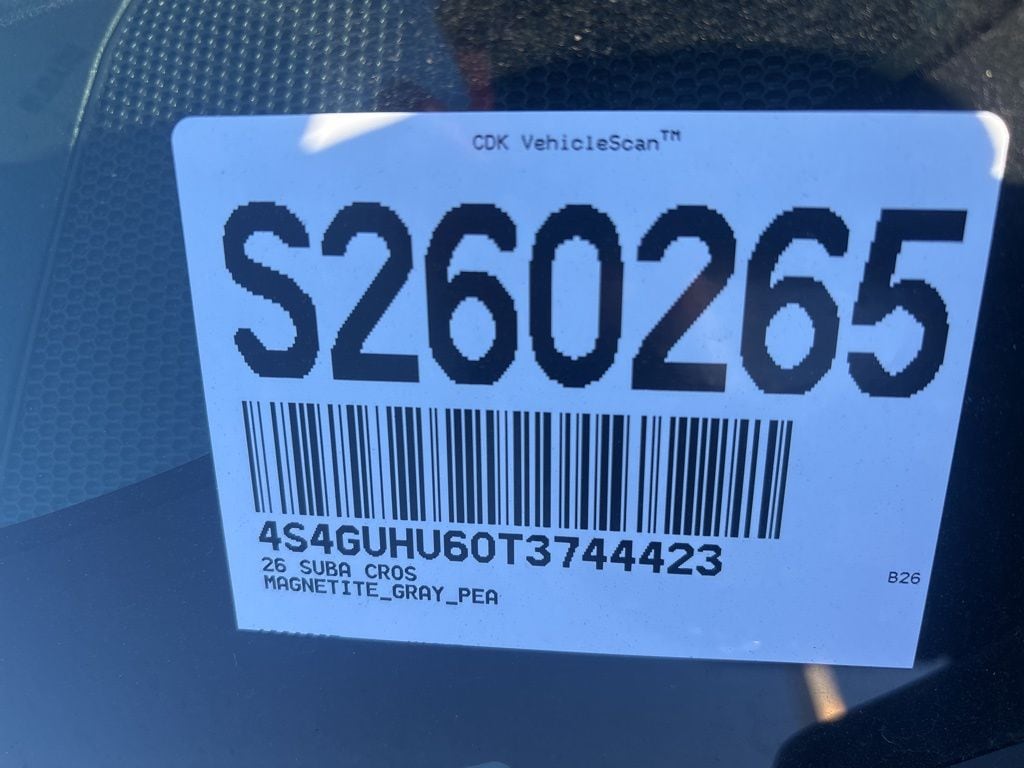 CDK VehicleScan™
S260265
4S4GUHU60T3744423
26 SUBA CROS
B26
MAGNETITE_GRAY_PEA